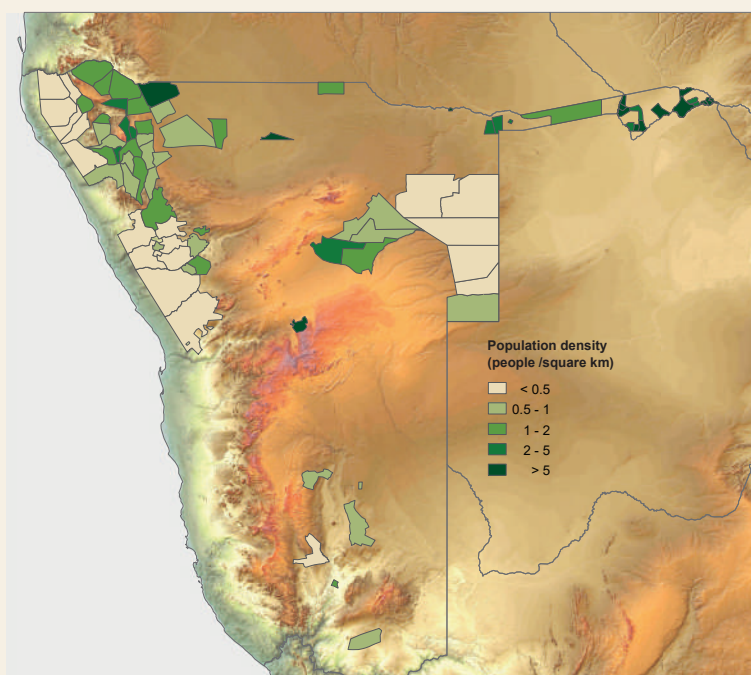 Population density
(people /square km)
< 0.5
0.5 - 1
1 - 2
2 - 5
> 5